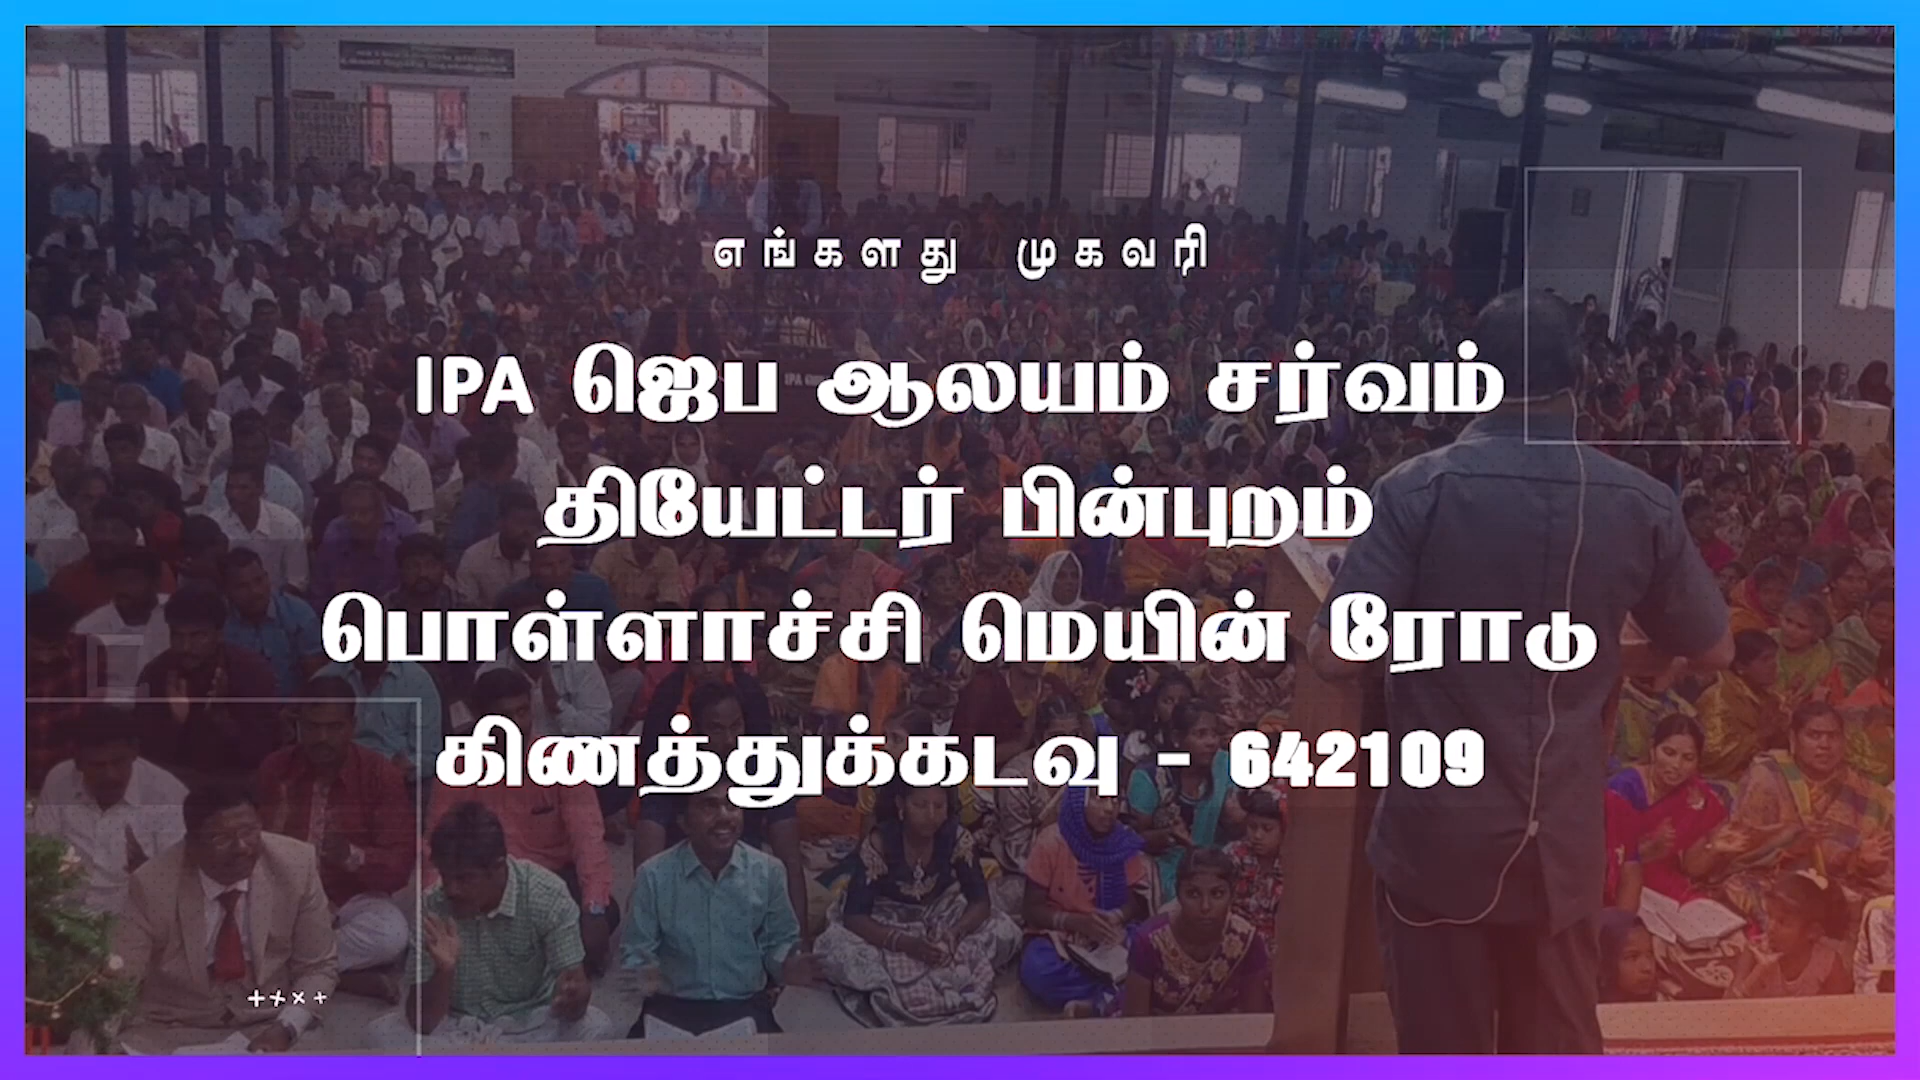 எங்களது முகவரி
IPA ஜெப ஆலயம் சர்வம்
தியேட்டர் பின்புறம்
பொள்ளாச்சி மெயின் ரோடு
கிணத்துக்கடவு - 642109